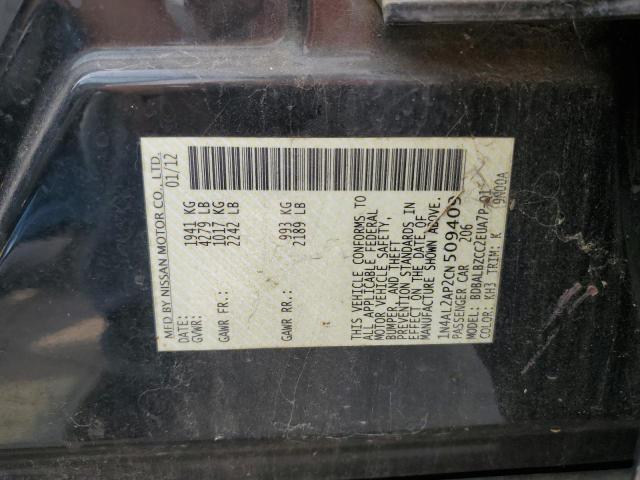 MFD BY NISSAN MOTOR CO., LTD.
DATE: 01/12
GVWR: 1941 KG
4279 LB
GAWR FR: 1017 KG
2242 LB
GAWR RR: 993 KG
2189 LB
THIS VEHICLE CONFORMS TO
ALL APPLICABLE FEDERAL
MOTOR VEHICLE SAFETY,
BUMPER, AND THEFT
PREVENTION STANDARDS IN
EFFECT ON THE DATE OF
MANUFACTURE SHOWN ABOVE.
1N4AL2AP2CN509409
PASSENGER CAR 206
MODEL: BDBALBZCC2EUA7P
COLOR: KH3 TRIM: K